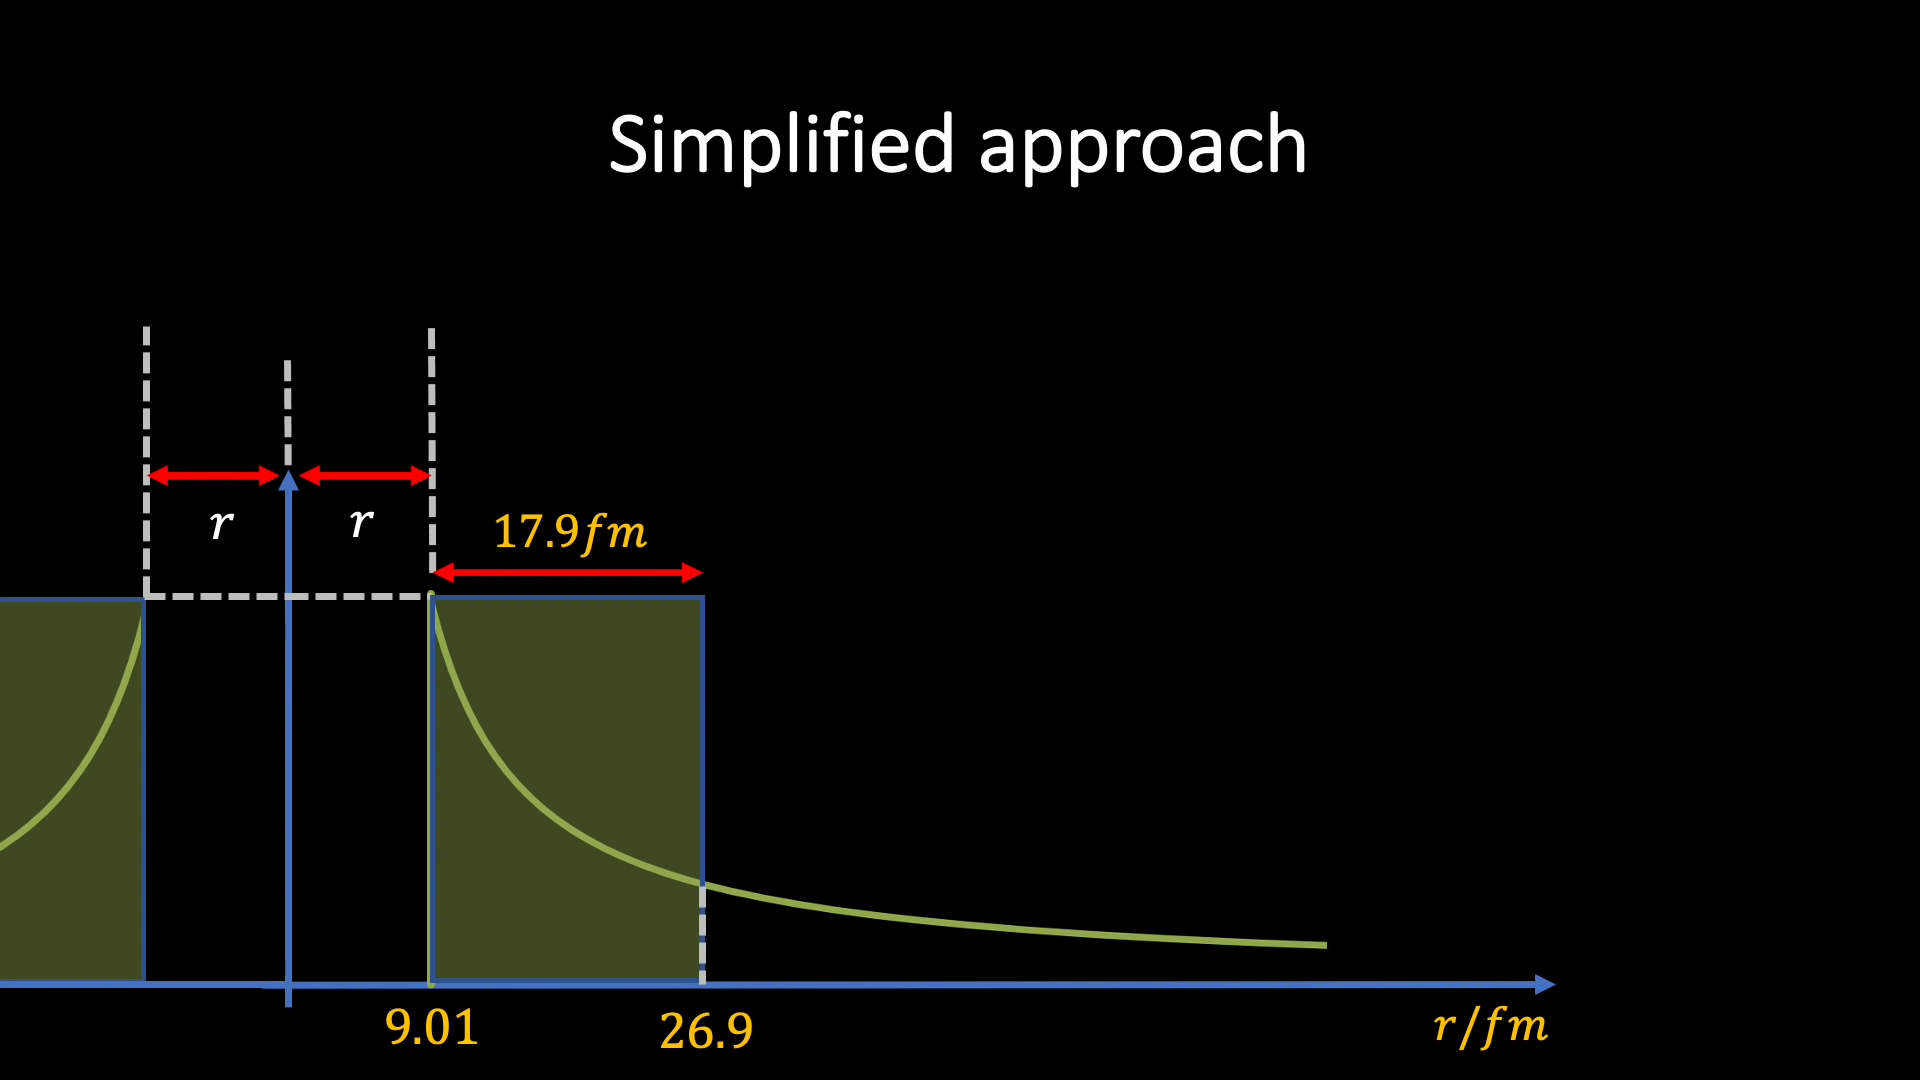 Simplified approach
r r
17.9fm
9.01 26.9 r/fm